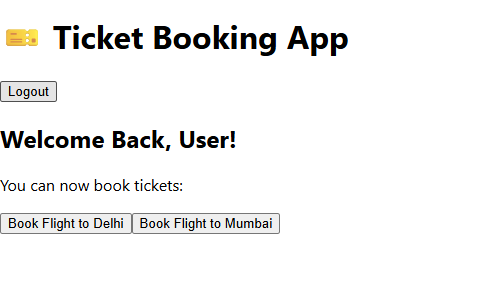 🎫 Ticket Booking App
Logout
Welcome Back, User!
You can now book tickets:
Book Flight to Delhi Book Flight to Mumbai